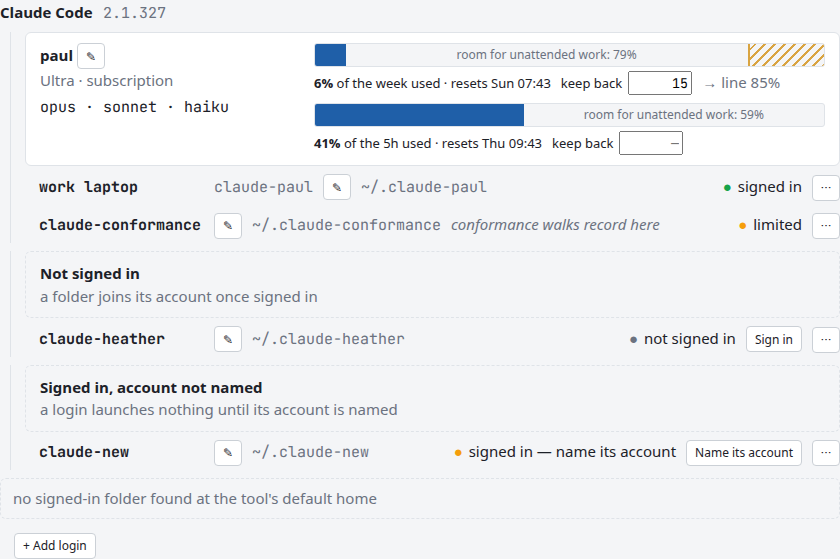 Claude Code 2.1.327
paul ✎
Ultra · subscription
opus · sonnet · haiku
room for unattended work: 79%
6% of the week used · resets Sun 07:43 keep back 15 → line 85%
room for unattended work: 59%
41% of the 5h used · resets Thu 09:43 keep back –
work laptop claude-paul ✎ ~/.claude-paul ● signed in ...
claude-conformance ✎ ~/.claude-conformance conformance walks record here ● limited ...
Not signed in
a folder joins its account once signed in
claude-heather ✎ ~/.claude-heather ● not signed in Sign in ...
Signed in, account not named
a login launches nothing until its account is named
claude-new ✎ ~/.claude-new ● signed in — name its account Name its account ...
no signed-in folder found at the tool's default home
+ Add login